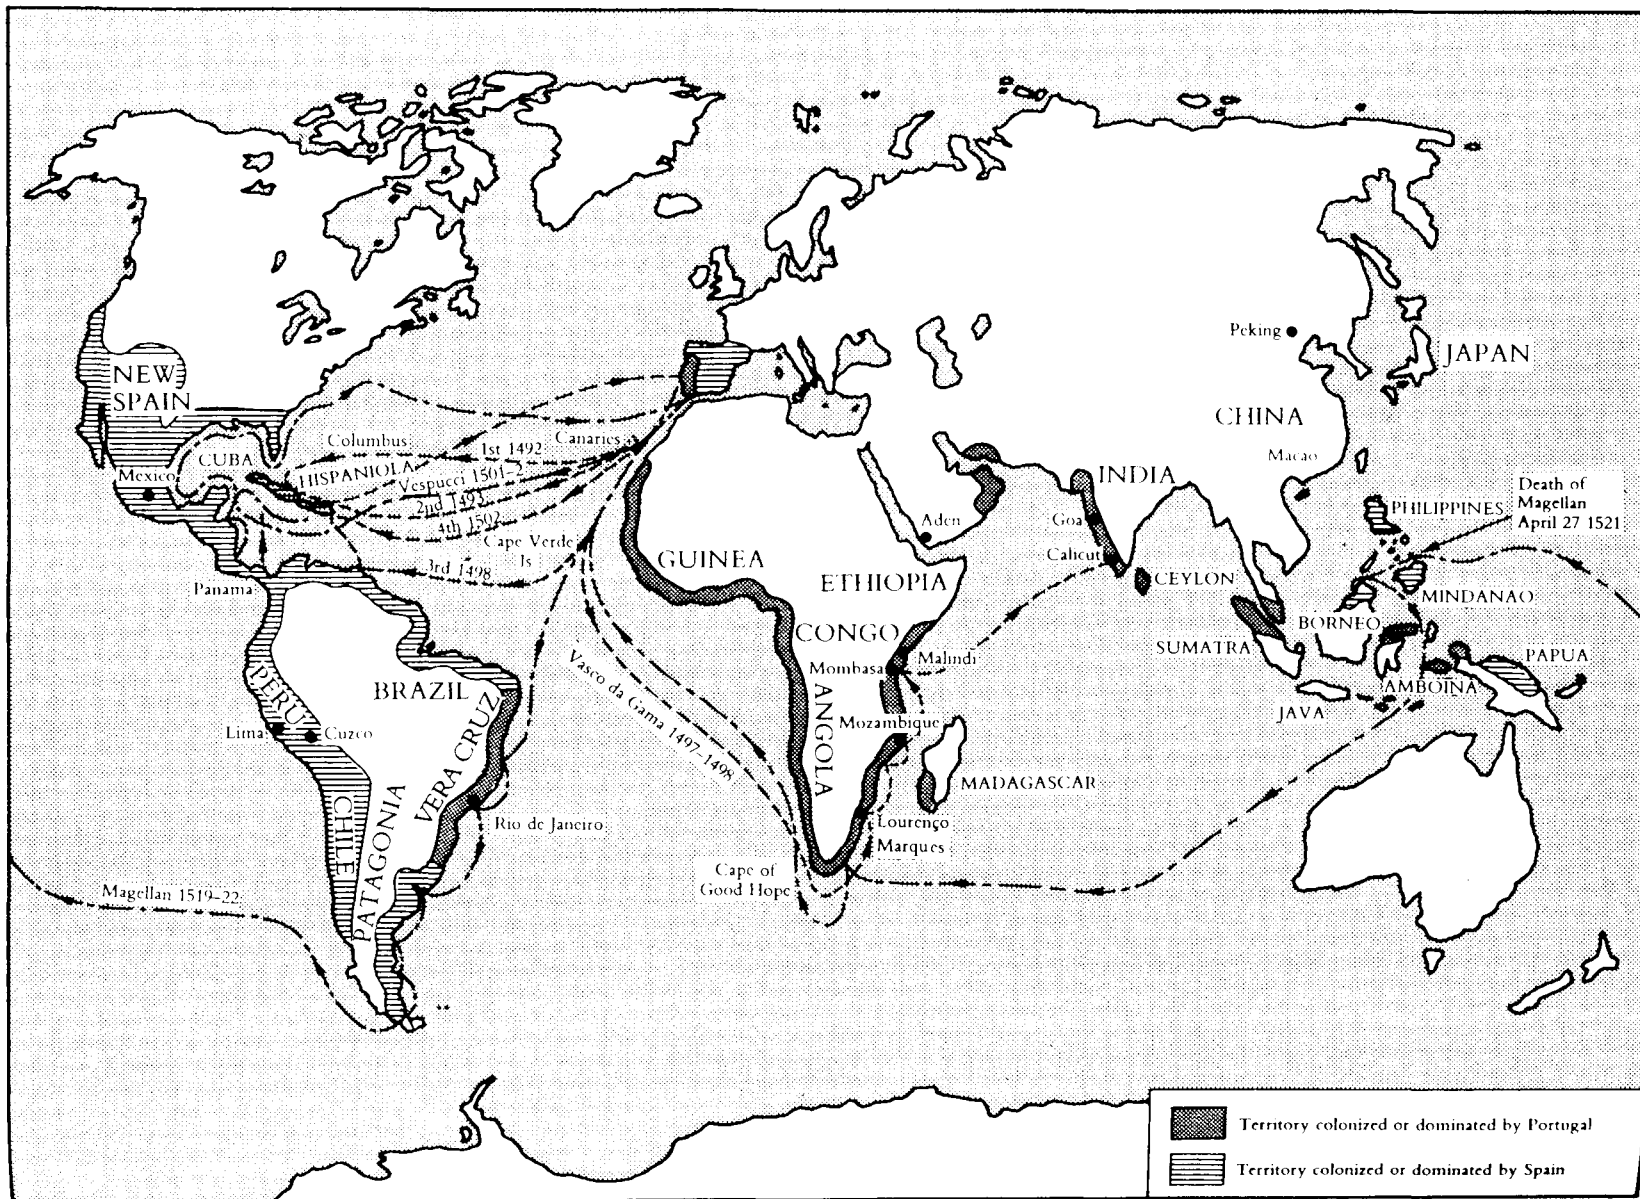 NEW
SPAIN
CUBA
Mexico
Columbus
HISPANIOLA
1st 1492
Vespucci 1501-2
2nd 1493
4th 1502
3rd 1498
Canaries
Cape Verde
Is
Panama
PERU
Lima
Cuzco
BRAZIL
VERA CRUZ
CHILE
PATAGONIA
Rio de Janeiro
Magellan 1519-22
Vasco da Gama 1497-1498
GUINEA
ETHIOPIA
CONGO
ANGOLA
Aden
Malindi
Mombasa
Mozambique
MADAGASCAR
Lourenço
Marques
Cape of
Good Hope
INDIA
Goa
Calicut
CEYLON
Peking
JAPAN
CHINA
Macao
PHILIPPINES
Death of
Magellan
April 27 1521
MINDANAO
BORNEO
SUMATRA
PAPUA
AMBOINA
JAVA
Territory colonized or dominated by Portugal
Territory colonized or dominated by Spain